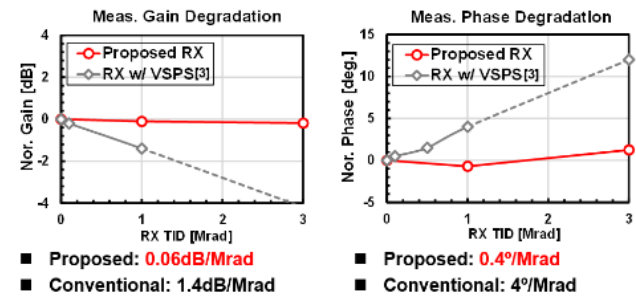 Meas. Gain Degradation
4
2
0
-2
-4
Nor. Gain [dB]
Proposed RX
RX w/ VSPS[3]
0 1 2 3
RX TID [Mrad]
■ Proposed: 0.06dB/Mrad
■ Conventional: 1.4dB/Mrad
Meas. Phase Degradation
15
10
5
0
-5
Nor. Phase [deg.]
Proposed RX
RX w/ VSPS[3]
0 1 2 3
RX TID [Mrad]
■ Proposed: 0.4º/Mrad
■ Conventional: 4º/Mrad